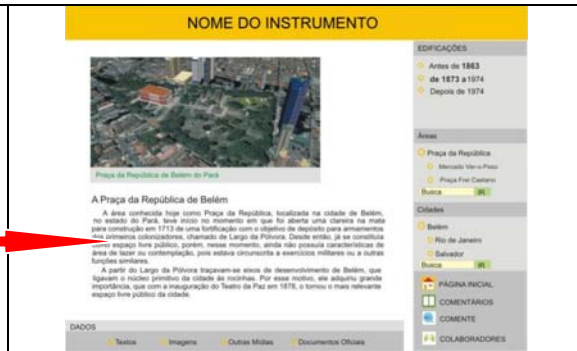 NOME DO INSTRUMENTO
Praça da República de Belém do Pará
A Praça da República de Belém
A área conhecida hoje como Praça da República, localizada na cidade de Belém,
no estado do Pará, teve início no momento em que foi aberta uma clareira na mata
para construção em 1713 de uma fortificação com o objetivo de depósito para armamentos
dos primeiros colonizadores, chamado de Largo da Pólvora. Desde então, já se constituía
como espaço livre público, porém, nesse momento, ainda não possuía características de
área de lazer ou contemplação, pois estava circunscrita a exercícios militares ou a outras
funções similares.
A partir do Largo da Pólvora traçavam-se eixos de desenvolvimento de Belém, que
ligavam o núcleo primitivo da cidade às rocinhas. Por esse motivo, ele adquiriu grande
importância, que com a inauguração do Teatro da Paz em 1878, o tornou o mais relevante
espaço livre público da cidade.
DADOS
Textos
Imagens
Outras Mídias
Documentos Oficiais
EDIFICAÇÕES
Antes de 1863
de 1873 a 1974
Depois de 1974
Áreas
Praça da República
Mercado Ver-o-Peso
Praça Frei Caetano
Busca IR
Cidades
Belém
Rio de Janeiro
Salvador
Busca IR
PÁGINA INICIAL
COMENTÁRIOS
COMENTE
COLABORADORES